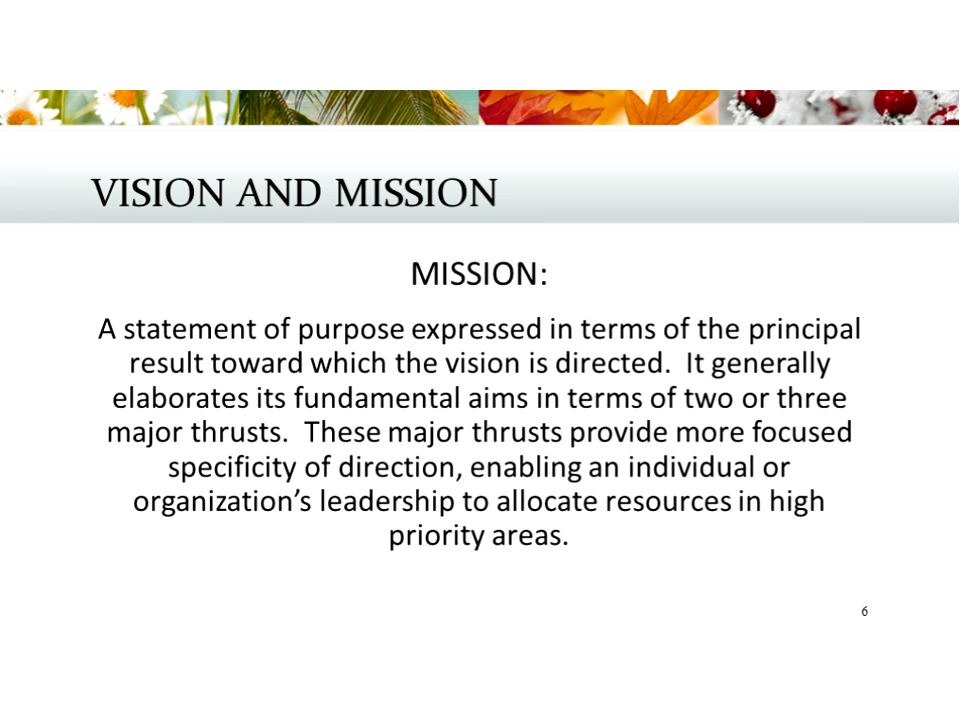 VISION AND MISSION
MISSION:
A statement of purpose expressed in terms of the principal
result toward which the vision is directed.  It generally
elaborates its fundamental aims in terms of two or three
major thrusts.  These major thrusts provide more focused
specificity of direction, enabling an individual or
organization’s leadership to allocate resources in high
priority areas.
6